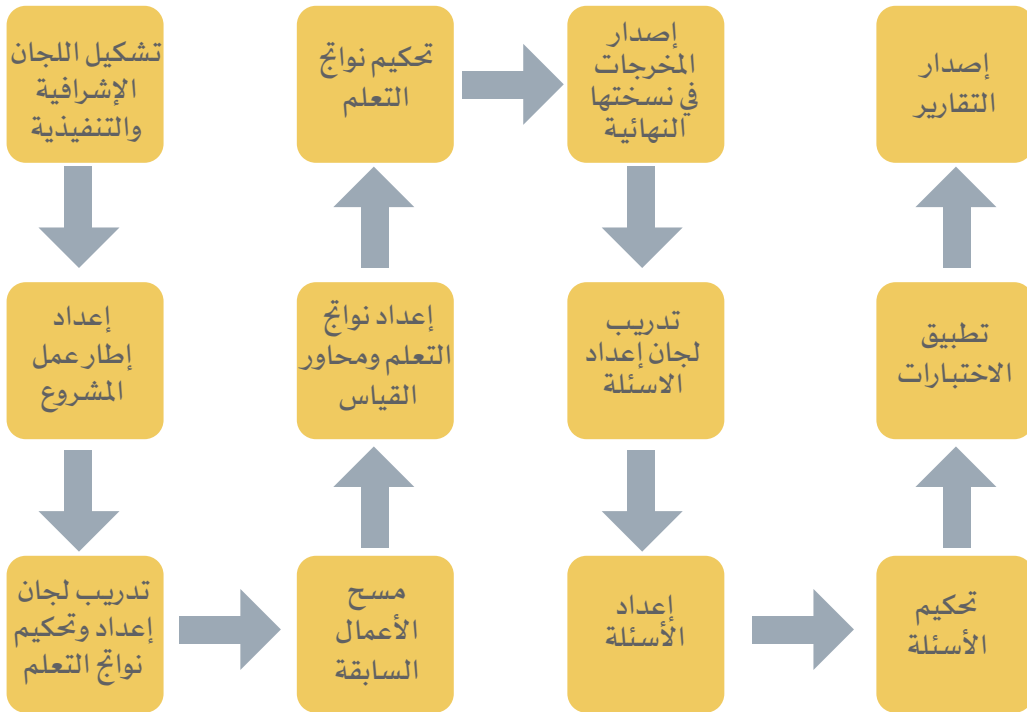 تشكيل اللجان
الإشرافية
والتنفيذية
إعداد
إطار عمل
المشروع
تدريب لجان
إعداد وتحكيم
نواتج التعلم
مسح
الأعمال
السابقة
إعداد نواتج
التعلم ومحاور
القياس
تحكيم نواتج
التعلم
إصدار
المخرجات
في نسختها
النهائية
تدريب
لجان إعداد
الاسئلة
إعداد
الأسئلة
تحكيم
الأسئلة
تطبيق
الاختبارات
إصدار
التقارير